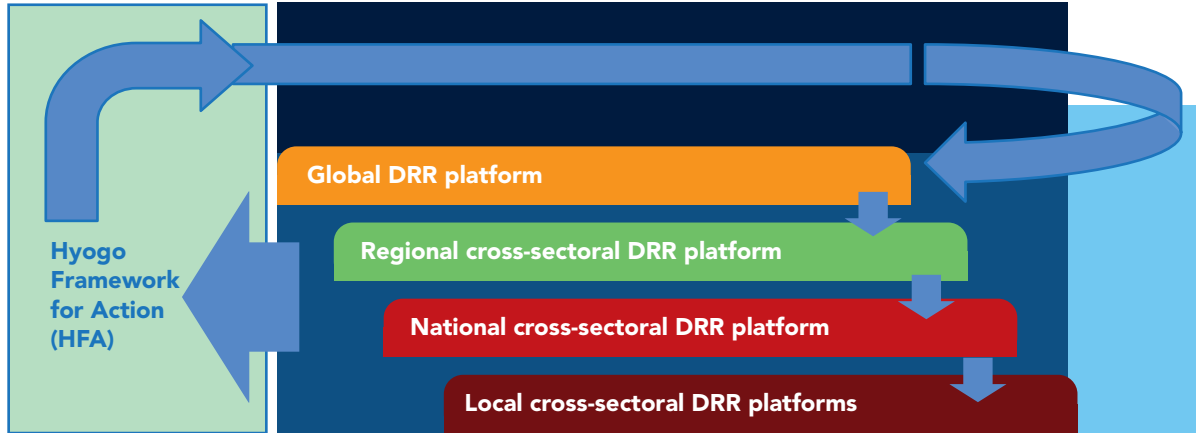 Global DRR platform
Regional cross-sectoral DRR platform
Hyogo
Framework
for Action
(HFA)
National cross-sectoral DRR platform
Local cross-sectoral DRR platforms